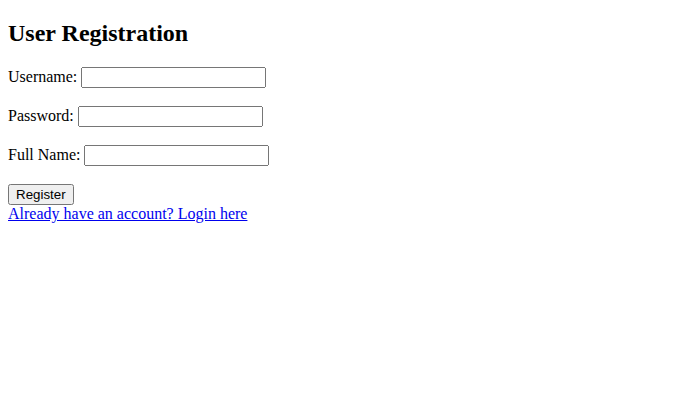 User Registration
Username:
Password:
Full Name:
Register
Already have an account? Login here